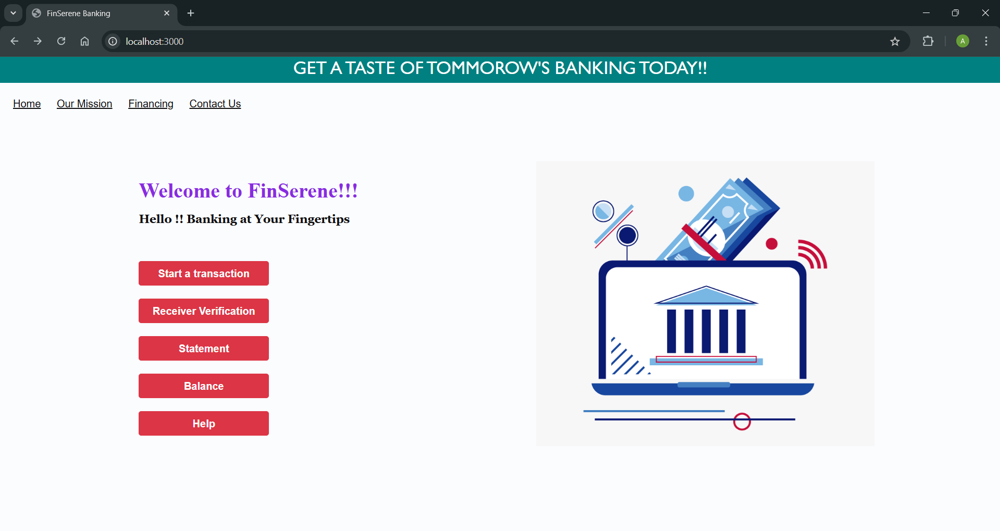 FinSerene Banking
localhost:3000
A
GET A TASTE OF TOMMOROW'S BANKING TODAY!!
Home Our Mission Financing Contact Us
Welcome to FinSerene!!!
Hello !! Banking at Your Fingertips
Start a transaction
Receiver Verification
Statement
Balance
Help